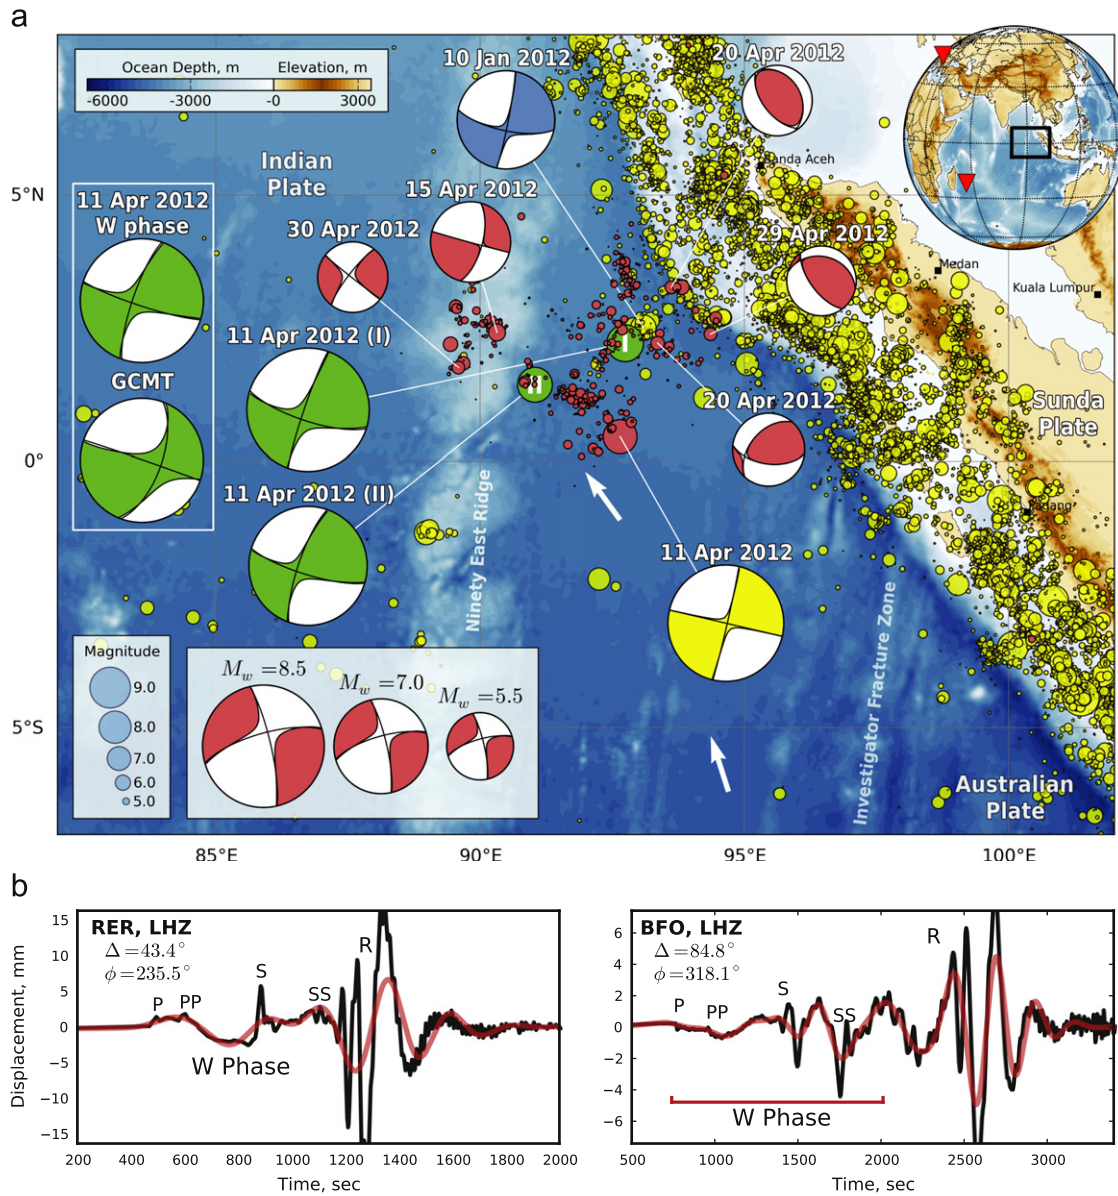 a
10 Jan 2012
20 Apr 2012
Ocean Depth, m
Elevation, m
-6000
-3000
-0
3000
Indian
Plate
Banda Aceh
5°N
11 Apr 2012
W phase
15 Apr 2012
30 Apr 2012
29 Apr 2012
Medan
Kuala Lumpur
11 Apr 2012 (I)
I
II
GCMT
20 Apr 2012
Sunda
Plate
0°
11 Apr 2012 (II)
Padang
Ninety East Ridge
11 Apr 2012
Investigator Fracture Zone
Magnitude
9.0
8.0
7.0
6.0
5.0
M_w = 8.5
M_w = 7.0
M_w = 5.5
5°S
Australian
Plate
85°E
90°E
95°E
100°E
b
RER, LHZ
Δ = 43.4°
ϕ = 235.5°
P
PP
S
SS
R
W Phase
15
10
5
0
−5
−10
−15
Displacement, mm
200 400 600 800 1000 1200 1400 1600 1800 2000
Time, sec
BFO, LHZ
Δ = 84.8°
ϕ = 318.1°
P
PP
S
SS
R
W Phase
6
4
2
0
−2
−4
−6
500 1000 1500 2000 2500 3000
Time, sec